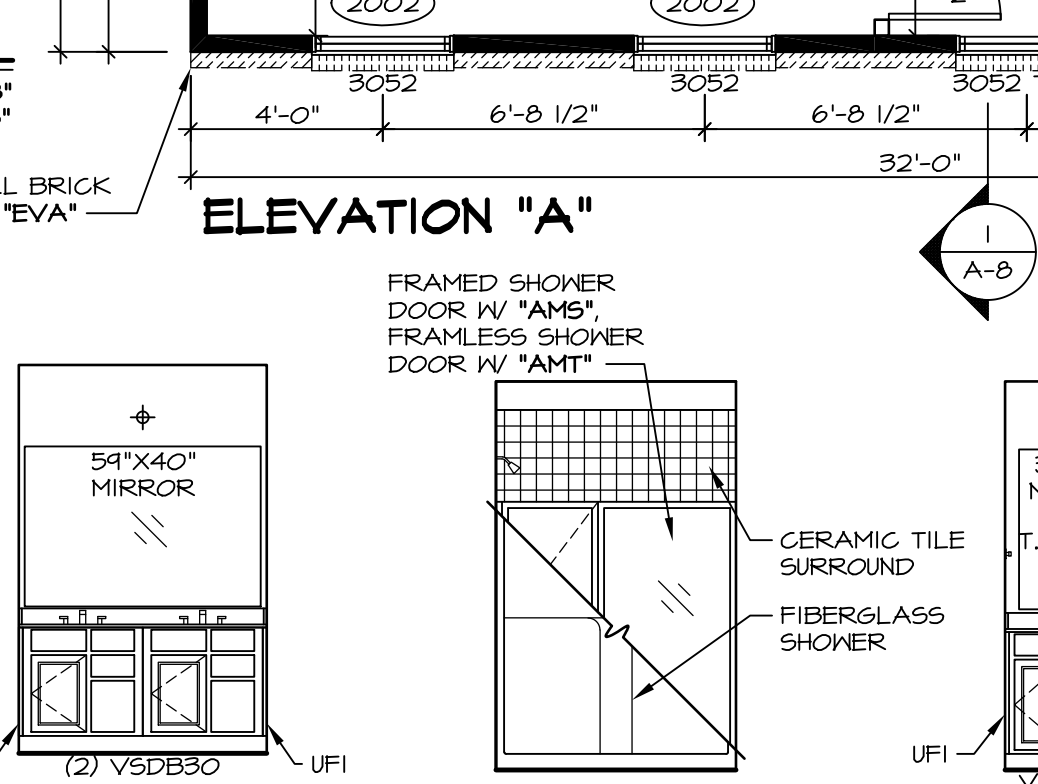 2002
2002
3052
3052
3052
4'-0"
6'-8 1/2"
6'-8 1/2"
32'-0"
BRICK
"EVA"
ELEVATION "A"
1
A-8
FRAMED SHOWER
DOOR W/ "AMS",
FRAMLESS SHOWER
DOOR W/ "AMT"
59"X40"
MIRROR
CERAMIC TILE
SURROUND
FIBERGLASS
SHOWER
UFI
UFI
(2) VSDB30